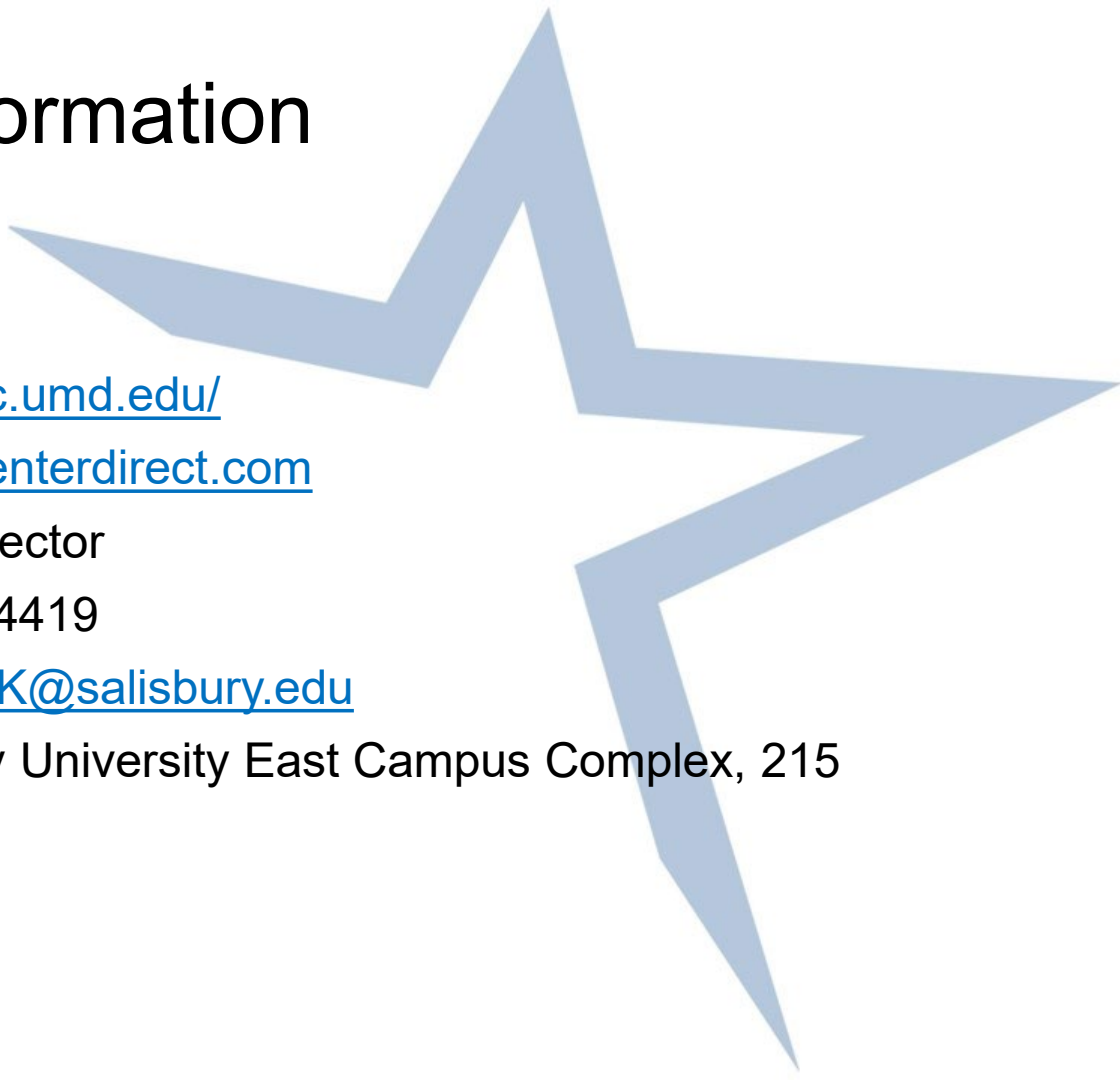 ormation
c.umd.edu/
enterdirect.com
ector
4419
K@salisbury.edu
y University East Campus Complex, 215